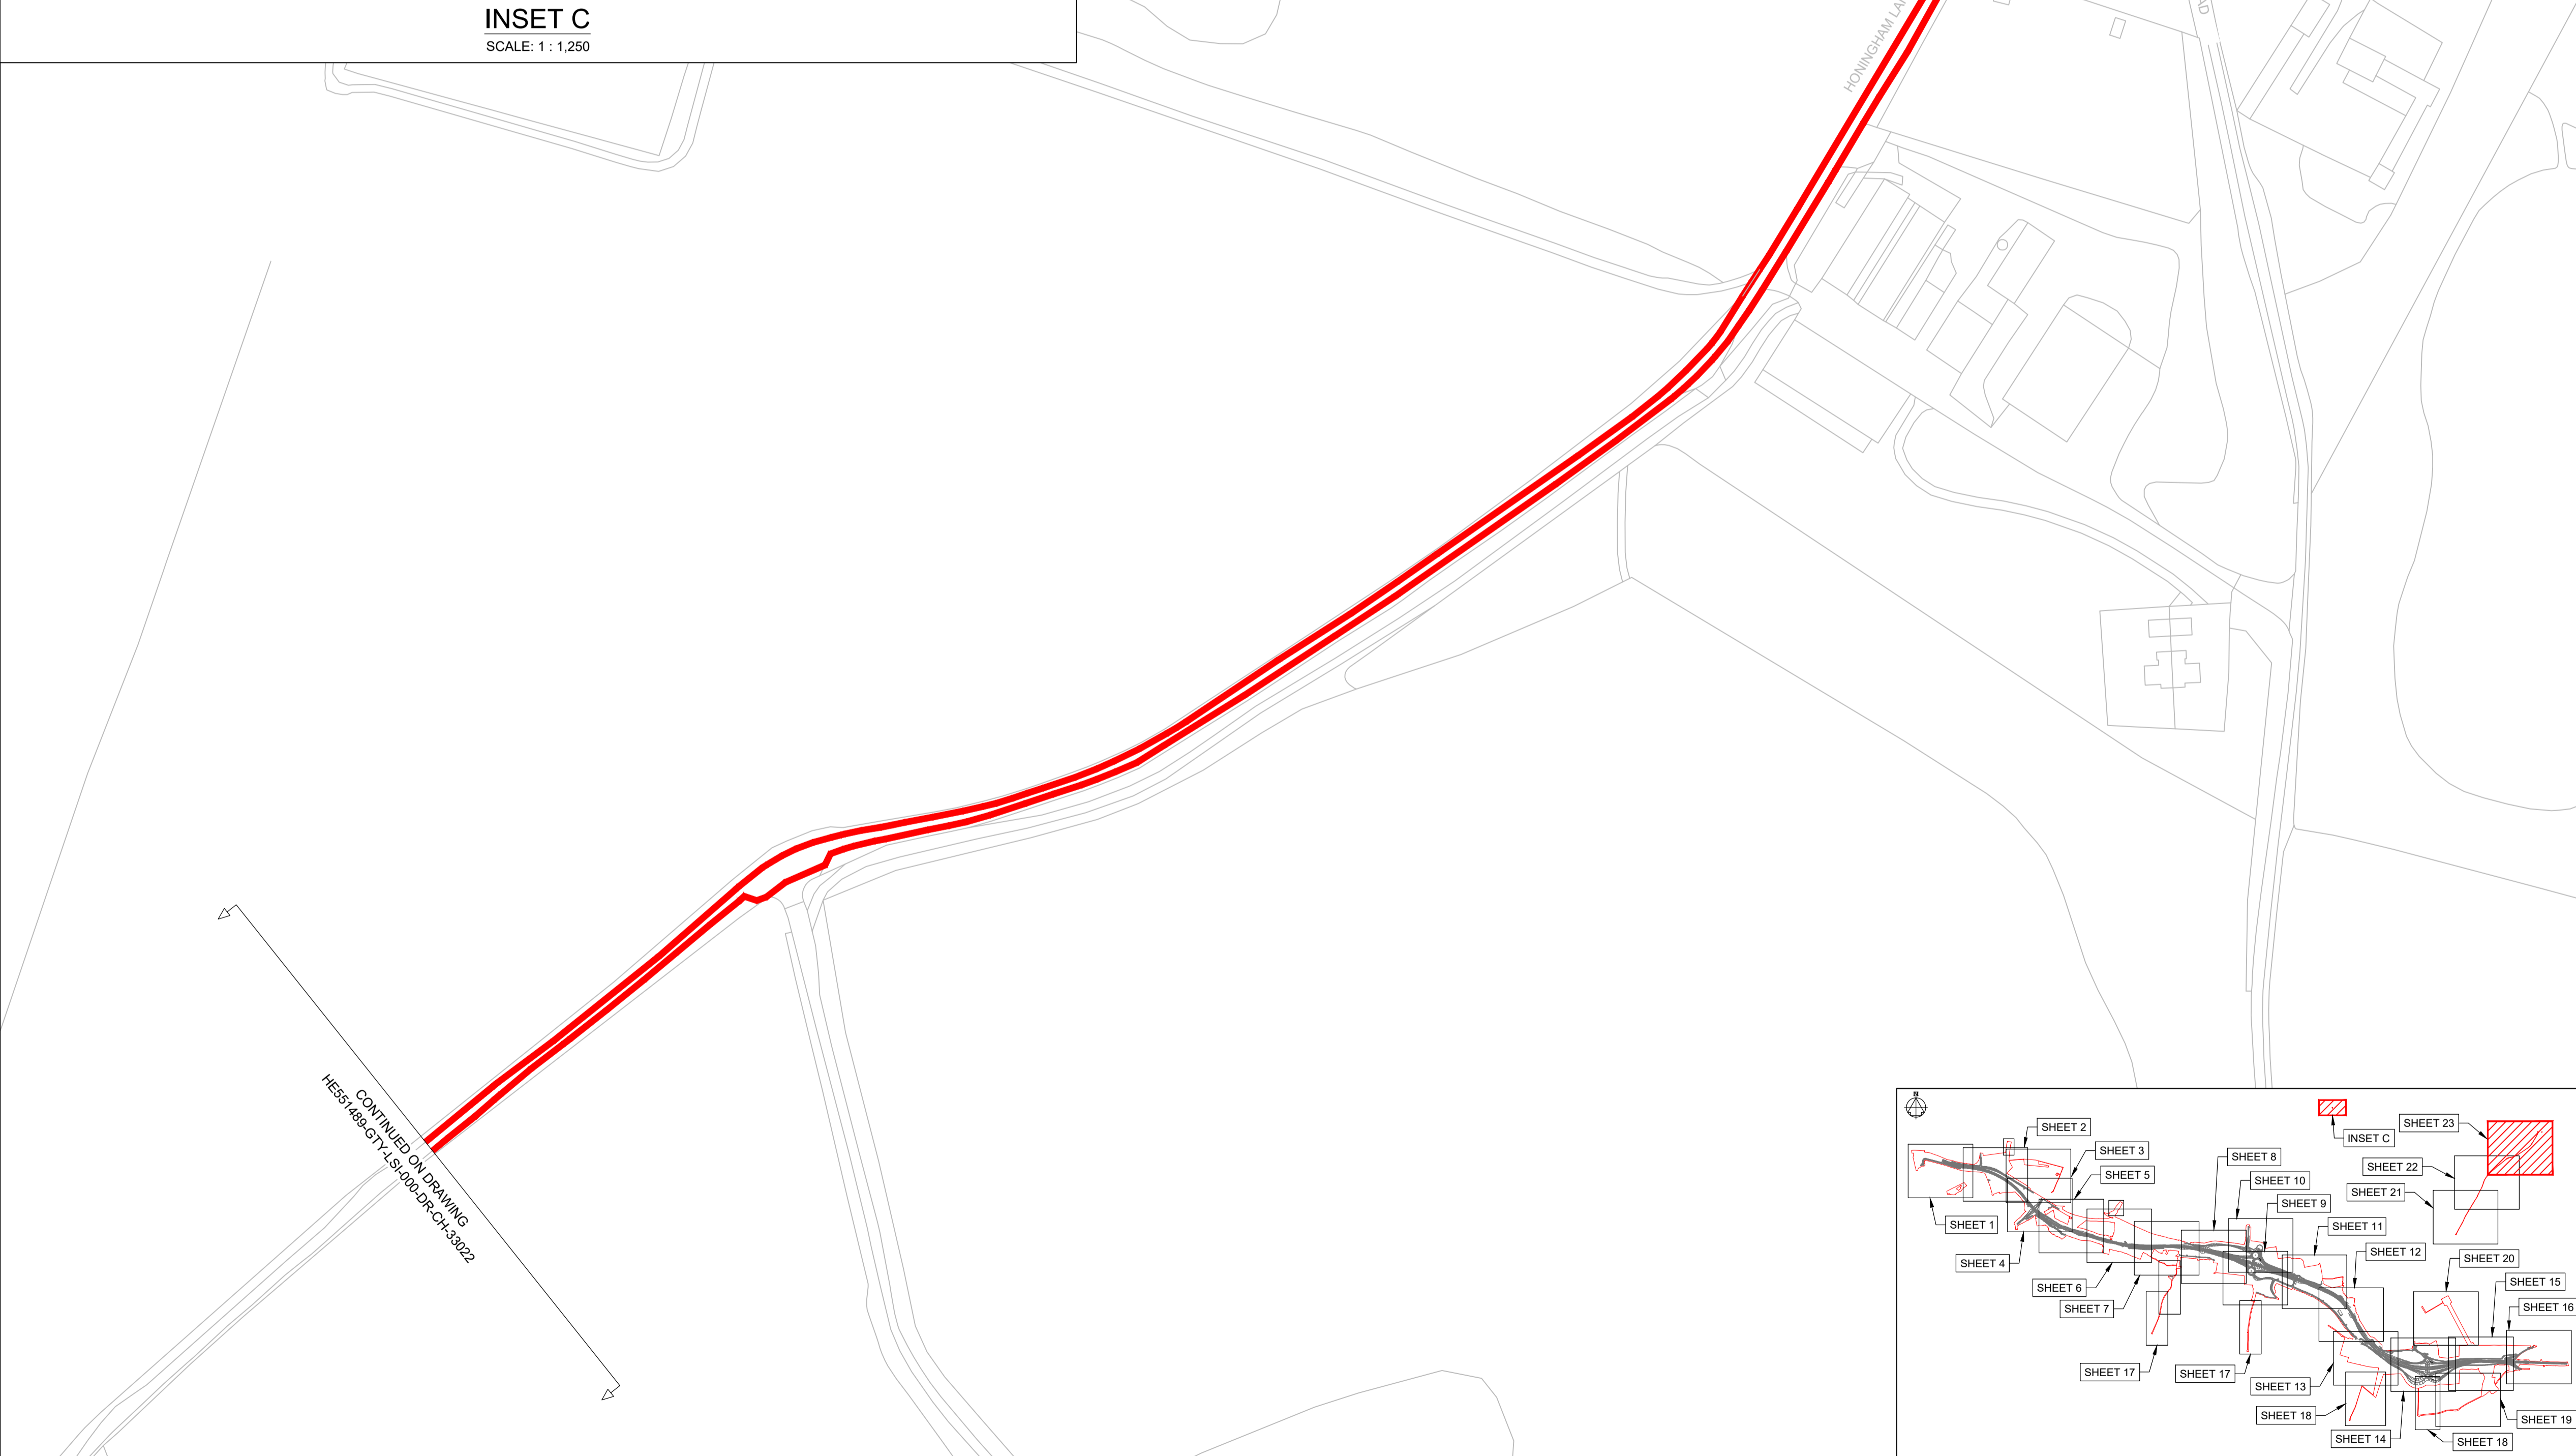 INSET C
SCALE: 1 : 1,250
HONINGHAM LA
AD
CONTINUED ON DRAWING
HE551489-GTY-LSI-000-DR-CH-33022
N
SHEET 1
SHEET 2
SHEET 3
SHEET 5
SHEET 4
SHEET 6
SHEET 7
SHEET 8
SHEET 10
SHEET 9
SHEET 11
SHEET 12
INSET C
SHEET 23
SHEET 22
SHEET 21
SHEET 20
SHEET 15
SHEET 16
SHEET 17
SHEET 17
SHEET 13
SHEET 18
SHEET 14
SHEET 18
SHEET 19